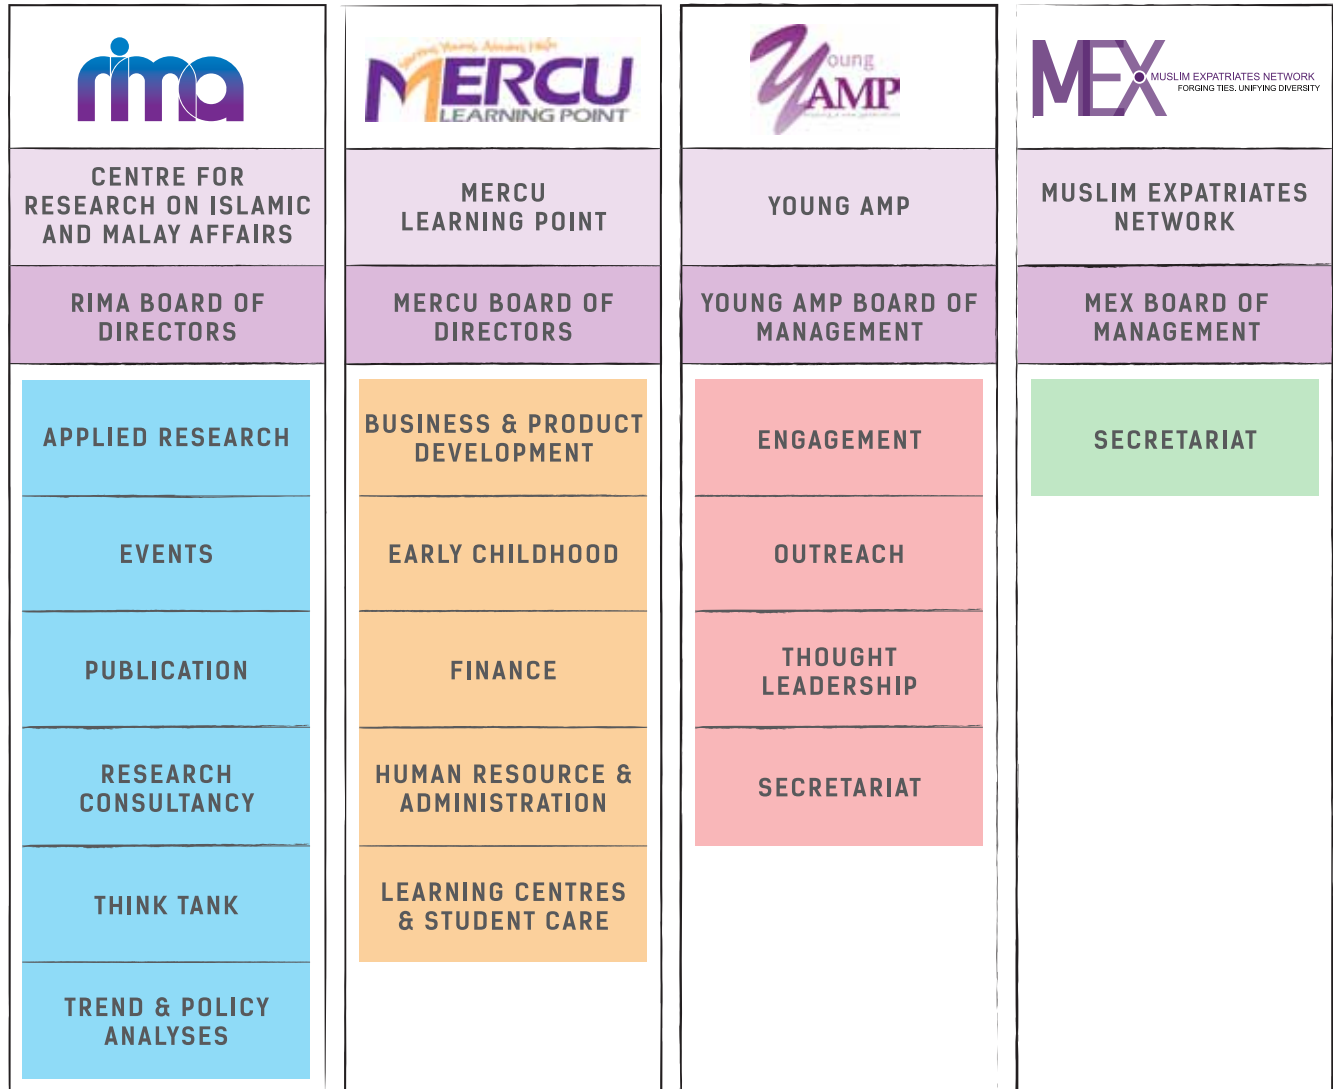 rima
CENTRE FOR
RESEARCH ON ISLAMIC
AND MALAY AFFAIRS
RIMA BOARD OF
DIRECTORS
APPLIED RESEARCH
EVENTS
PUBLICATION
RESEARCH
CONSULTANCY
THINK TANK
TREND & POLICY
ANALYSES
MERCU
LEARNING POINT
MERCU
LEARNING POINT
MERCU BOARD OF
DIRECTORS
BUSINESS & PRODUCT
DEVELOPMENT
EARLY CHILDHOOD
FINANCE
HUMAN RESOURCE &
ADMINISTRATION
LEARNING CENTRES
& STUDENT CARE
Young
AMP
YOUNG AMP
YOUNG AMP BOARD OF
MANAGEMENT
ENGAGEMENT
OUTREACH
THOUGHT
LEADERSHIP
SECRETARIAT
MEX
MUSLIM EXPATRIATES NETWORK
FORGING TIES. UNIFYING DIVERSITY
MUSLIM EXPATRIATES
NETWORK
MEX BOARD OF
MANAGEMENT
SECRETARIAT